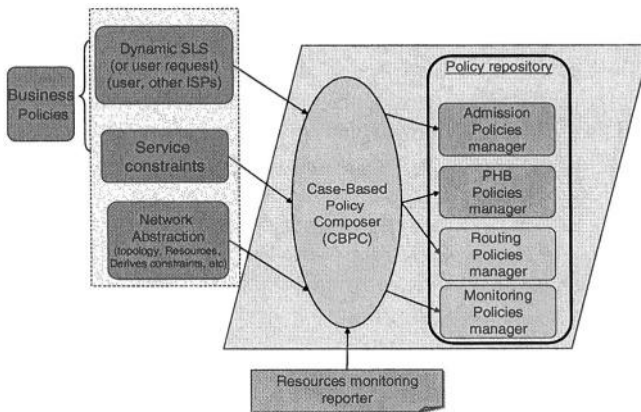 Business
Policies
Dynamic SLS
(or user request)
(user, other ISPs)
Service
constraints
Network
Abstraction
(topology, Resources,
Derives constraints, etc)
Case-Based
Policy
Composer
(CBPC)
Policy repository
Admission
Policies
manager
PHB
Policies
manager
Routing
Policies
manager
Monitoring
Policies
manager
Resources monitoring
reporter